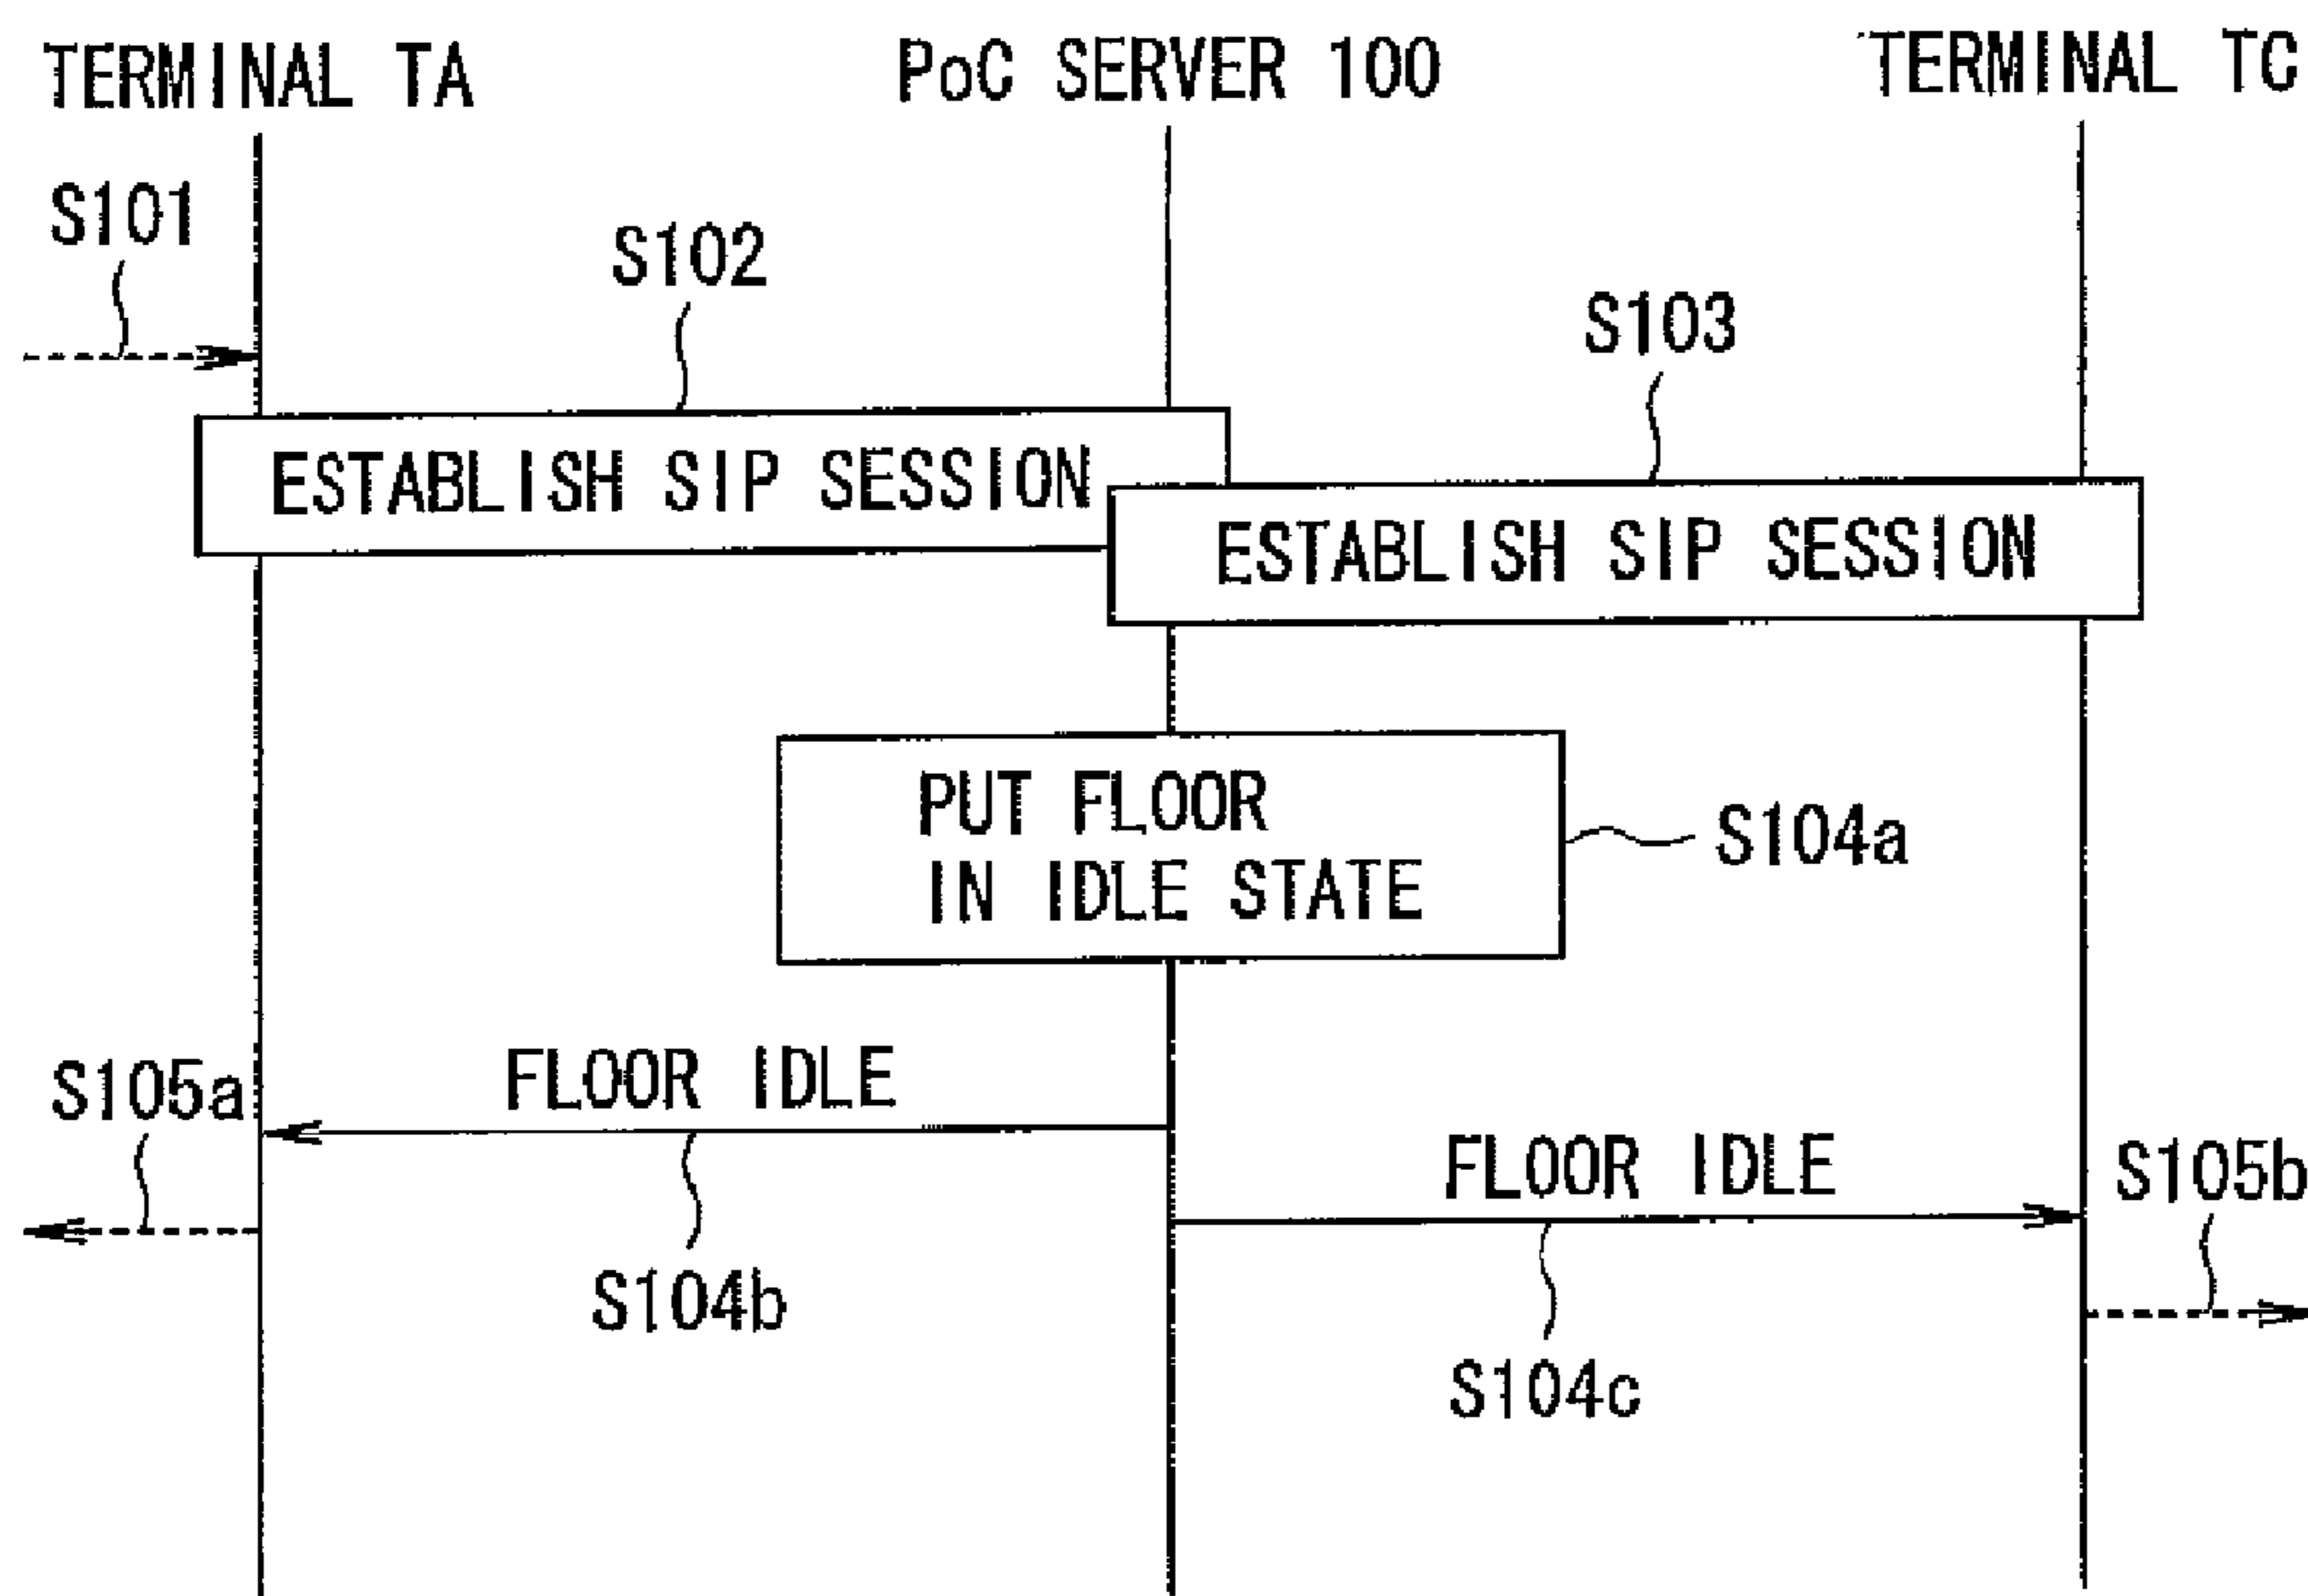 TERMINAL TA
PoC SERVER 100
TERMINAL TC
S101
S102
S103
ESTABLISH SIP SESSION
ESTABLISH SIP SESSION
PUT FLOOR
IN IDLE STATE
S104a
S105a
FLOOR IDLE
FLOOR IDLE
S105b
S104b
S104c